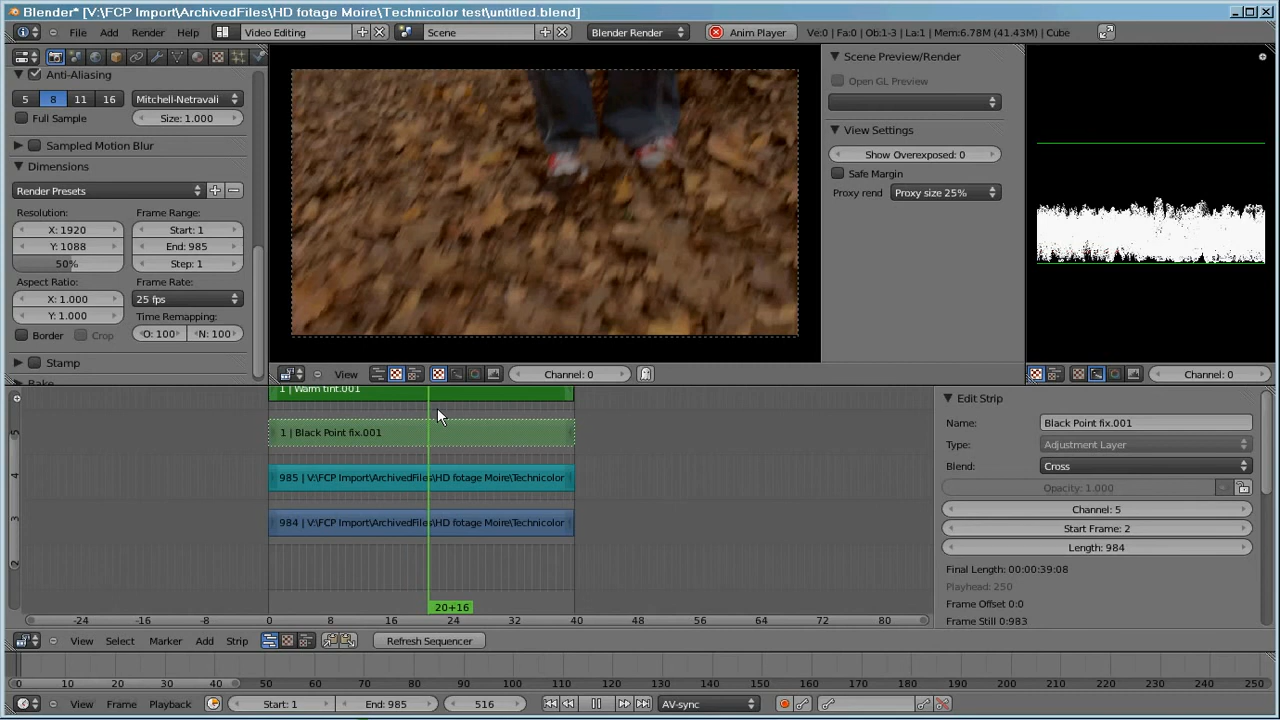 Blender* [V:\FCP Import\ArchivedFiles\HD fotage Moire\Technicolor test\untitled.blend]
File Add Render Help Video Editing Scene Blender Render Anim Player Ve:0 | Fa:0 | Ob:1-3 | La:1 | Mem:6.78M (41.43M) | Cube
Anti-Aliasing
5 8 11 16 Mitchell-Netravali
Full Sample Size: 1.000
Sampled Motion Blur
Dimensions
Render Presets
Resolution: Frame Range:
X: 1920 Start: 1
Y: 1088 End: 985
50% Step: 1
Aspect Ratio: Frame Rate:
X: 1.000 25 fps
Y: 1.000 Time Remapping:
Border Crop O: 100 N: 100
Stamp
Bake
Scene Preview/Render
Open GL Preview
View Settings
Show Overexposed: 0
Safe Margin
Proxy rend Proxy size 25%
View Channel: 0
Channel: 0
1 | Warm tint.001
5
1 | Black Point fix.001
4
985 | V:\FCP Import\ArchivedFiles\HD fotage Moire\Technicolor
3
984 | V:\FCP Import\ArchivedFiles\HD fotage Moire\Technicolor
2
20+16
-24 -16 -8 0 8 16 24 32 40 48 56 64 72 80
View Select Marker Add Strip Refresh Sequencer
Edit Strip
Name: Black Point fix.001
Type: Adjustment Layer
Blend: Cross
Opacity: 1.000
Channel: 5
Start Frame: 2
Length: 984
Final Length: 00:00:39:08
Playhead: 250
Frame Offset 0:0
Frame Still 0:983
0 10 20 30 40 50 60 70 80 90 100 110 120 130 140 150 160 170 180 190 200 210 220 230 240 250
View Frame Playback Start: 1 End: 985 516 AV-sync